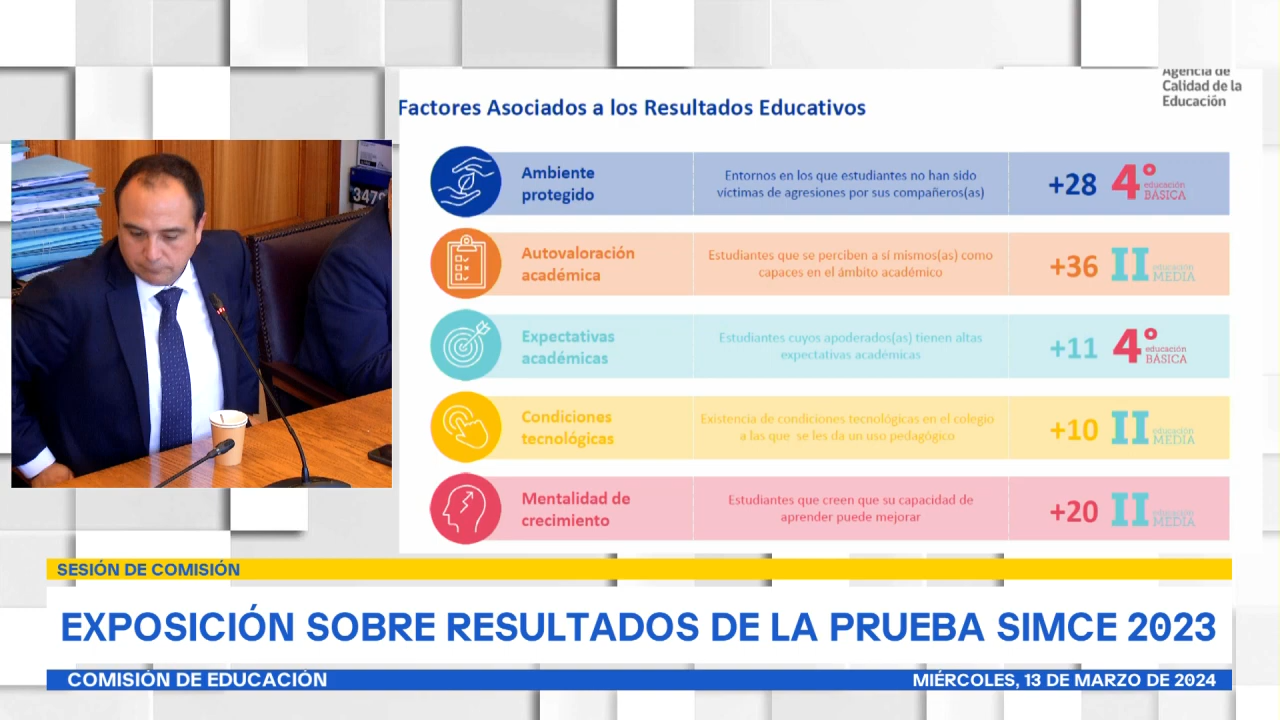 Agencia de
Calidad de la
Educación
Factores Asociados a los Resultados Educativos
Ambiente
protegido
Entornos en los que estudiantes no han sido
víctimas de agresiones por sus compañeros(as)
+28 4° educación
BÁSICA
Autovaloración
académica
Estudiantes que se perciben a sí mismos(as) como
capaces en el ámbito académico
+36 II educación
MEDIA
Expectativas
académicas
Estudiantes cuyos apoderados(as) tienen altas
expectativas académicas
+11 4° educación
BÁSICA
Condiciones
tecnológicas
Existencia de condiciones tecnológicas en el colegio
a las que se les da un uso pedagógico
+10 II educación
MEDIA
Mentalidad de
crecimiento
Estudiantes que creen que su capacidad de
aprender puede mejorar
+20 II educación
MEDIA
347
SESIÓN DE COMISIÓN
EXPOSICIÓN SOBRE RESULTADOS DE LA PRUEBA SIMCE 2023
COMISIÓN DE EDUCACIÓN
MIÉRCOLES, 13 DE MARZO DE 2024